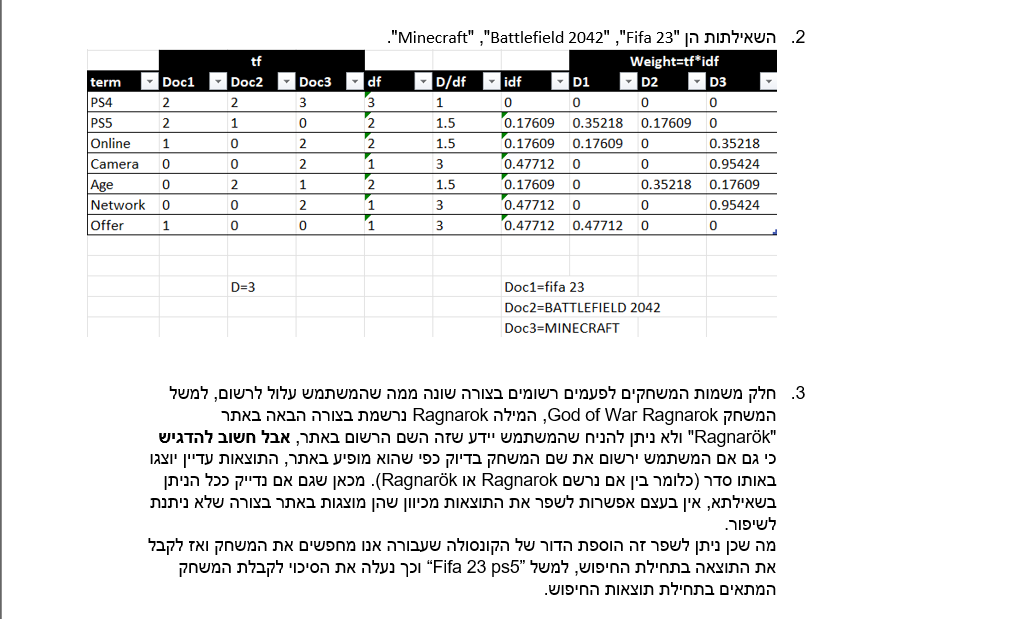 2. השאילתות הן "Fifa 23", "Battlefield 2042", "Minecraft".
tf Weight=tf*idf
term Doc1 Doc2 Doc3 df D/df idf D1 D2 D3
PS4 2 2 3 3 1 0 0 0 0
PS5 2 1 0 2 1.5 0.17609 0.35218 0.17609 0
Online 1 0 2 2 1.5 0.17609 0.17609 0 0.35218
Camera 0 0 2 1 3 0.47712 0 0 0.95424
Age 0 2 1 2 1.5 0.17609 0 0.35218 0.17609
Network 0 0 2 1 3 0.47712 0 0 0.95424
Offer 1 0 0 1 3 0.47712 0.47712 0 0
D=3 Doc1=fifa 23
Doc2=BATTLEFIELD 2042
Doc3=MINECRAFT
3. חלק משמות המשחקים לפעמים רשומים בצורה שונה ממה שהמשתמש עלול לרשום, למשל
המשחק God of War Ragnarok, המילה Ragnarok נרשמת בצורה הבאה באתר
"Ragnarök" ולא ניתן להניח שהמשתמש יידע שזה השם הרשום באתר, אבל חשוב להדגיש
כי גם אם המשתמש ירשום את שם המשחק בדיוק כפי שהוא מופיע באתר, התוצאות עדיין יוצגו
באותו סדר (כלומר בין אם נרשם Ragnarok או Ragnarök). מכאן שגם אם נדייק ככל הניתן
בשאילתא, אין בעצם אפשרות לשפר את התוצאות מכיוון שהן מוצגות באתר בצורה שלא ניתנת
לשיפור.
מה שכן ניתן לשפר זה הוספת הדור של הקונסולה שעבורה אנו מחפשים את המשחק ואז לקבל
את התוצאה בתחילת החיפוש, למשל "Fifa 23 ps5“ וכך נעלה את הסיכוי לקבלת המשחק
המתאים בתחילת תוצאות החיפוש.